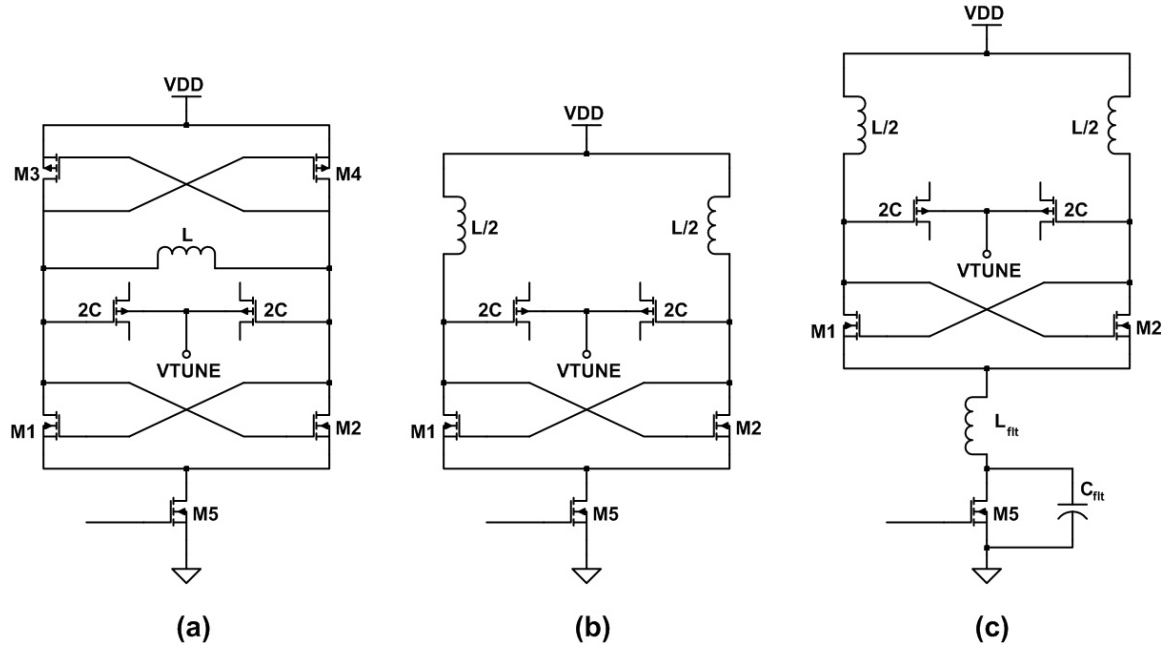 VDD
M3
M4
L
2C
2C
VTUNE
M1
M2
M5
(a)
VDD
L/2
L/2
2C
2C
VTUNE
M1
M2
M5
(b)
VDD
L/2
L/2
2C
2C
VTUNE
M1
M2
Lflt
Cflt
M5
(c)